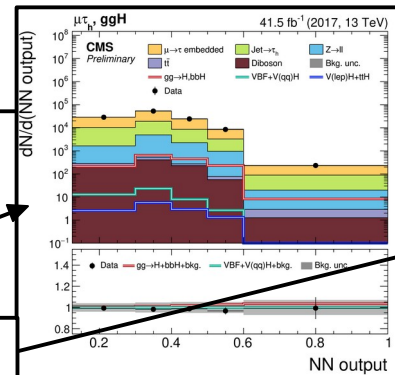 μτₕ, ggH 41.5 fb⁻¹ (2017, 13 TeV)
CMS
Preliminary
μ→τ embedded Jet→τₕ Z→ll
tt̄ Diboson Bkg. unc.
gg→H,bbH VBF+V(qq)H V(lep)H+ttH
Data
dN/d(NN output)
10⁸
10⁷
10⁶
10⁵
10⁴
10³
10²
10
1
10⁻¹
Data gg→H+bbH+bkg. VBF+V(qq)H+bkg. Bkg. unc.
1.4
1.2
1
0.8
0.2 0.4 0.6 0.8 1
NN output